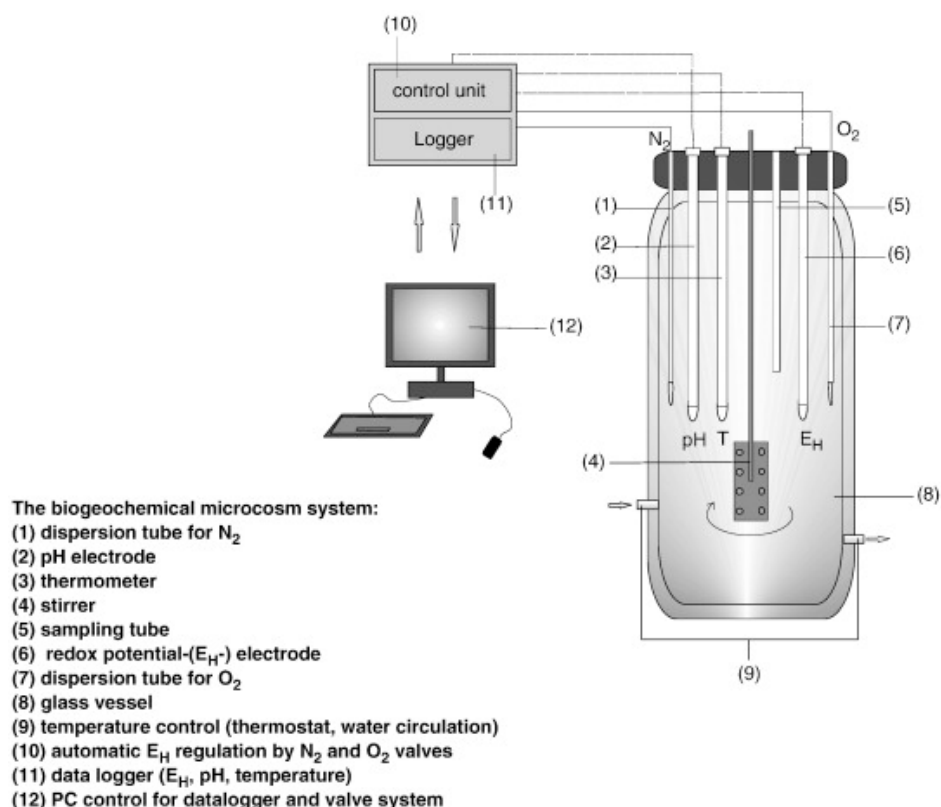 (10)
control unit
Logger
(11)
(12)
N₂
O₂
(1)
(2)
(3)
(5)
(6)
(7)
pH
T
E_H
(4)
(8)
(9)
The biogeochemical microcosm system:
(1) dispersion tube for N₂
(2) pH electrode
(3) thermometer
(4) stirrer
(5) sampling tube
(6) redox potential-(E_H-) electrode
(7) dispersion tube for O₂
(8) glass vessel
(9) temperature control (thermostat, water circulation)
(10) automatic E_H regulation by N₂ and O₂ valves
(11) data logger (E_H, pH, temperature)
(12) PC control for datalogger and valve system